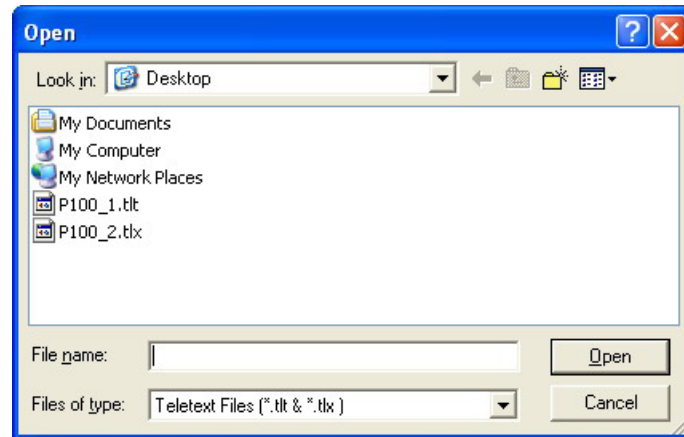 Open
Look in: Desktop
My Documents
My Computer
My Network Places
P100_1.tlt
P100_2.tlx
File name:
Open
Files of type: Teletext Files (*.tlt & *.tlx )
Cancel